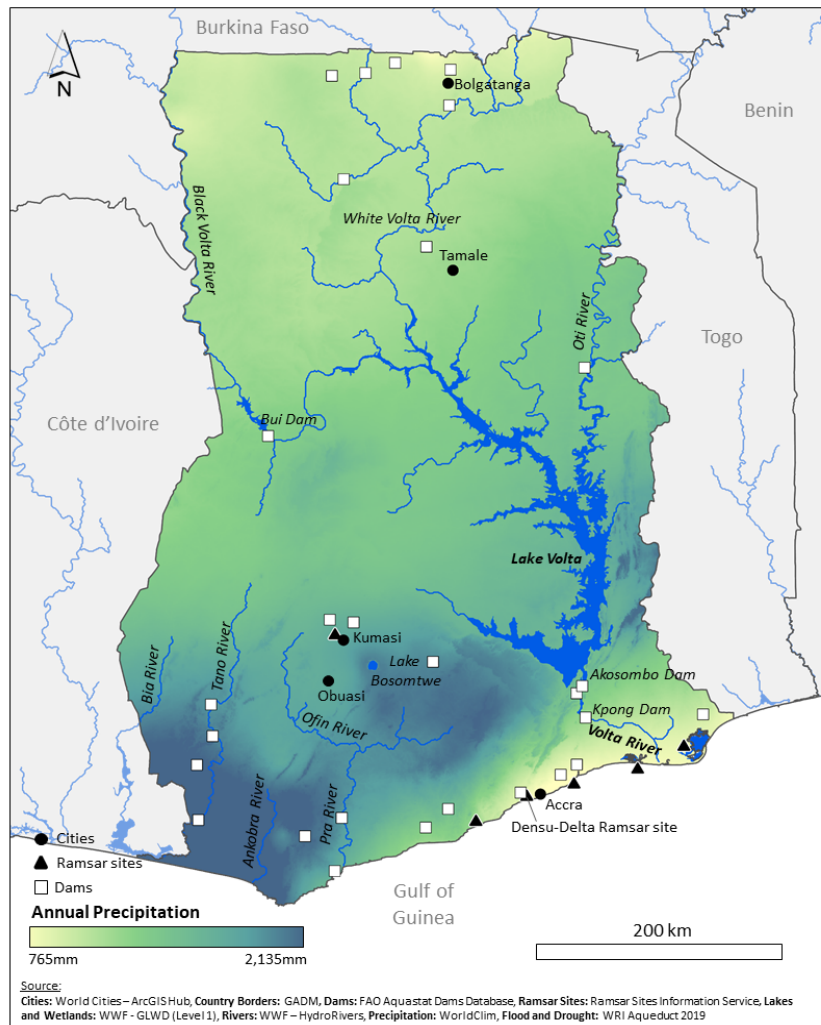 Burkina Faso
N
Bolgatanga
Benin
Black Volta River
White Volta River
Tamale
Oti River
Togo
Côte d’Ivoire
Bui Dam
Lake Volta
Kumasi
Lake
Bosomtwe
Bia River
Tano River
Obuasi
Akosombo Dam
Ofin River
Kpong Dam
Volta River
Ankobra River
Pra River
Accra
Densu-Delta Ramsar site
Cities
Ramsar sites
Dams
Gulf of
Guinea
Annual Precipitation
765mm
2,135mm
200 km
Source:
Cities: World Cities – ArcGIS Hub, Country Borders: GADM, Dams: FAO Aquastat Dams Database, Ramsar Sites: Ramsar Sites Information Service, Lakes
and Wetlands: WWF - GLWD (Level 1), Rivers: WWF – HydroRivers, Precipitation: WorldClim, Flood and Drought: WRI Aqueduct 2019